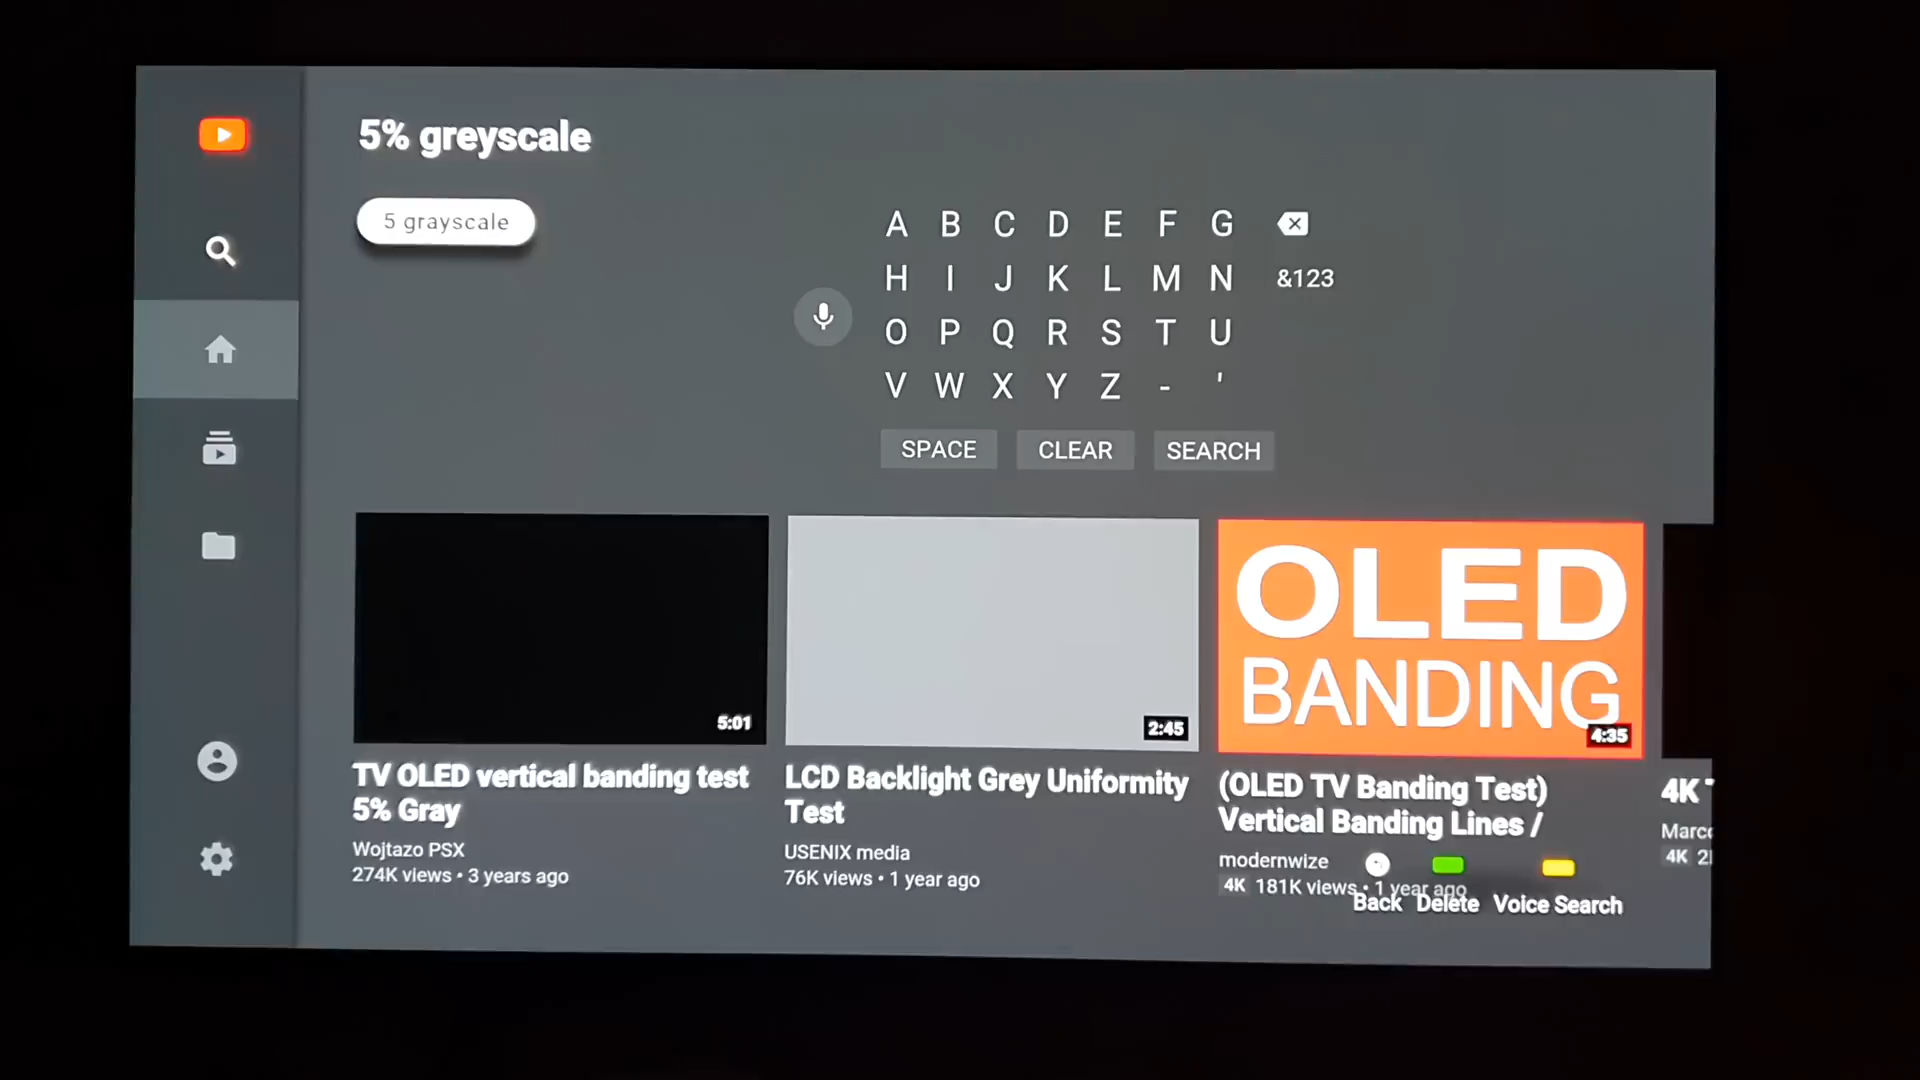 5% greyscale
5 grayscale
A B C D E F G
H I J K L M N &123
O P Q R S T U
V W X Y Z - '
SPACE CLEAR SEARCH
5:01
2:45
OLED
BANDING
4:35
TV OLED vertical banding test
5% Gray
Wojtazo PSX
274K views • 3 years ago
LCD Backlight Grey Uniformity
Test
USENIX media
76K views • 1 year ago
(OLED TV Banding Test)
Vertical Banding Lines /
modernwize
4K 181K views • 1 year ago
4K
Marc
4K 2
Back Delete Voice Search